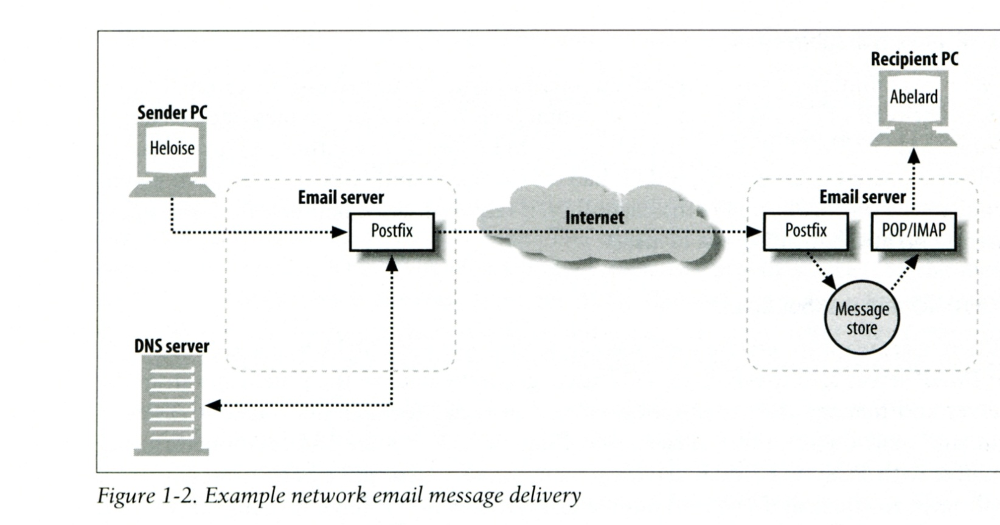 Recipient PC
Abelard
Sender PC
Heloise
Email server
Postfix
Internet
Email server
Postfix
POP/IMAP
Message
store
DNS server
Figure 1-2. Example network email message delivery